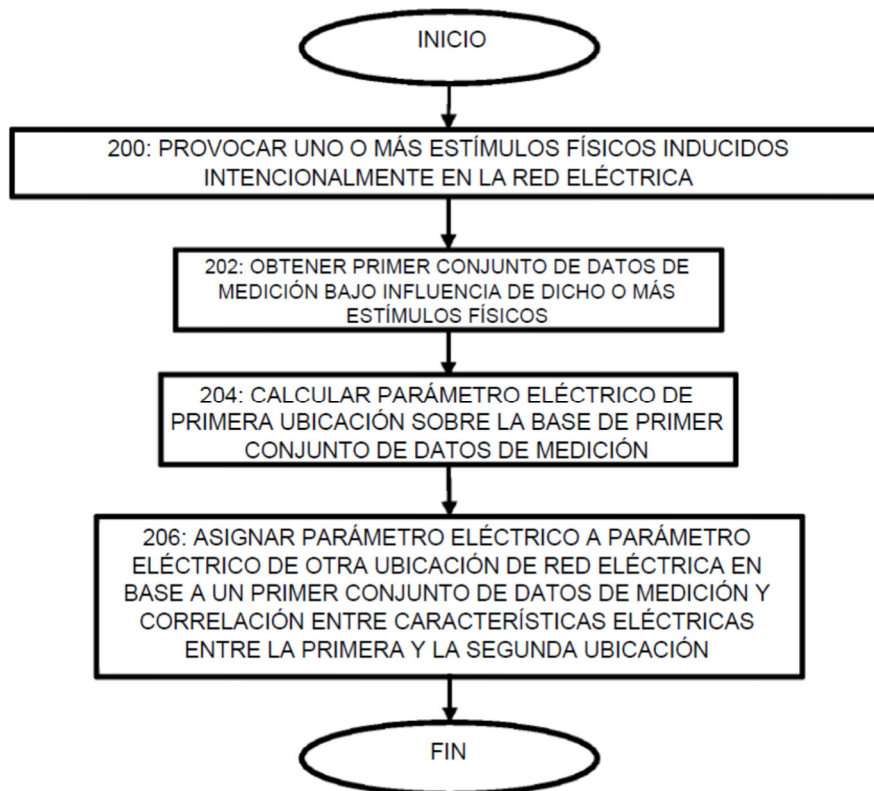 INICIO
200: PROVOCAR UNO O MÁS ESTÍMULOS FÍSICOS INDUCIDOS
INTENCIONALMENTE EN LA RED ELÉCTRICA
202: OBTENER PRIMER CONJUNTO DE DATOS DE
MEDICIÓN BAJO INFLUENCIA DE DICHO O MÁS
ESTÍMULOS FÍSICOS
204: CALCULAR PARÁMETRO ELÉCTRICO DE
PRIMERA UBICACIÓN SOBRE LA BASE DE PRIMER
CONJUNTO DE DATOS DE MEDICIÓN
206: ASIGNAR PARÁMETRO ELÉCTRICO A PARÁMETRO
ELÉCTRICO DE OTRA UBICACIÓN DE RED ELÉCTRICA EN
BASE A UN PRIMER CONJUNTO DE DATOS DE MEDICIÓN Y
CORRELACIÓN ENTRE CARACTERÍSTICAS ELÉCTRICAS
ENTRE LA PRIMERA Y LA SEGUNDA UBICACIÓN
FIN